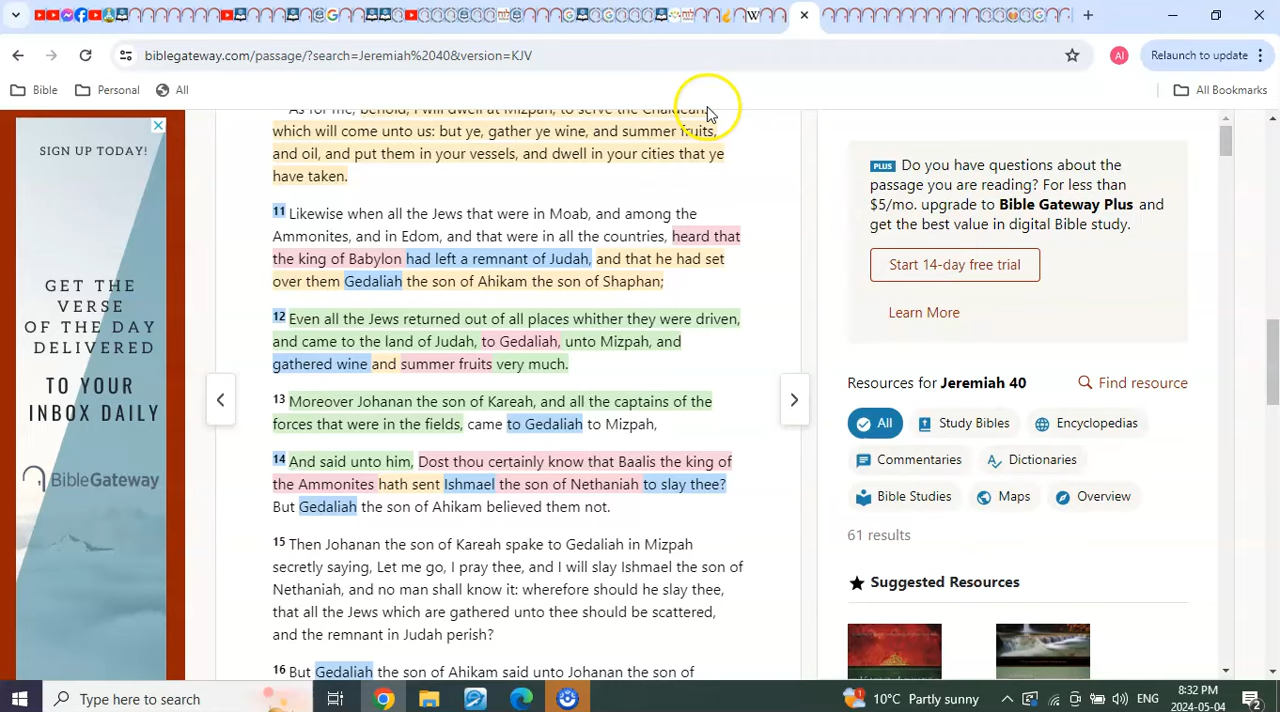 biblegateway.com/passage/?search=Jeremiah%2040&version=KJV
AI
Relaunch to update
Bible
Personal
All
All Bookmarks
SIGN UP TODAY!
GET THE
VERSE
OF THE DAY
DELIVERED
TO YOUR
INBOX DAILY
BibleGateway
As for me, behold, I will dwell at Mizpah, to serve the Chaldeans,
which will come unto us: but ye, gather ye wine, and summer fruits,
and oil, and put them in your vessels, and dwell in your cities that ye
have taken.
11 Likewise when all the Jews that were in Moab, and among the
Ammonites, and in Edom, and that were in all the countries, heard that
the king of Babylon had left a remnant of Judah, and that he had set
over them Gedaliah the son of Ahikam the son of Shaphan;
12 Even all the Jews returned out of all places whither they were driven,
and came to the land of Judah, to Gedaliah, unto Mizpah, and
gathered wine and summer fruits very much.
13 Moreover Johanan the son of Kareah, and all the captains of the
forces that were in the fields, came to Gedaliah to Mizpah,
14 And said unto him, Dost thou certainly know that Baalis the king of
the Ammonites hath sent Ishmael the son of Nethaniah to slay thee?
But Gedaliah the son of Ahikam believed them not.
15 Then Johanan the son of Kareah spake to Gedaliah in Mizpah
secretly saying, Let me go, I pray thee, and I will slay Ishmael the son of
Nethaniah, and no man shall know it: wherefore should he slay thee,
that all the Jews which are gathered unto thee should be scattered,
and the remnant in Judah perish?
16 But Gedaliah the son of Ahikam said unto Johanan the son of
PLUS Do you have questions about the
passage you are reading? For less than
$5/mo. upgrade to Bible Gateway Plus and
get the best value in digital Bible study.
Start 14-day free trial
Learn More
Resources for Jeremiah 40
Find resource
All
Study Bibles
Encyclopedias
Commentaries
Dictionaries
Bible Studies
Maps
Overview
61 results
Suggested Resources
Type here to search
10°C Partly sunny
ENG
8:32 PM
2024-05-04
2